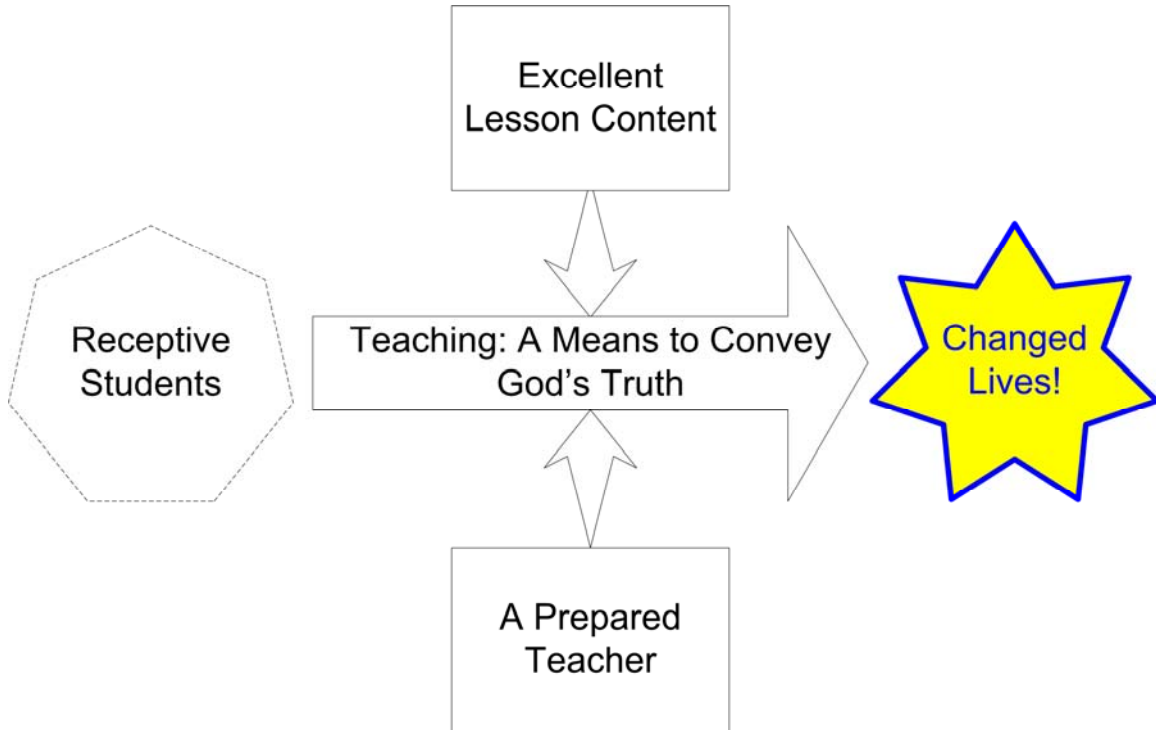 Excellent
Lesson Content
Receptive
Students
Teaching: A Means to Convey
God's Truth
Changed
Lives!
A Prepared
Teacher